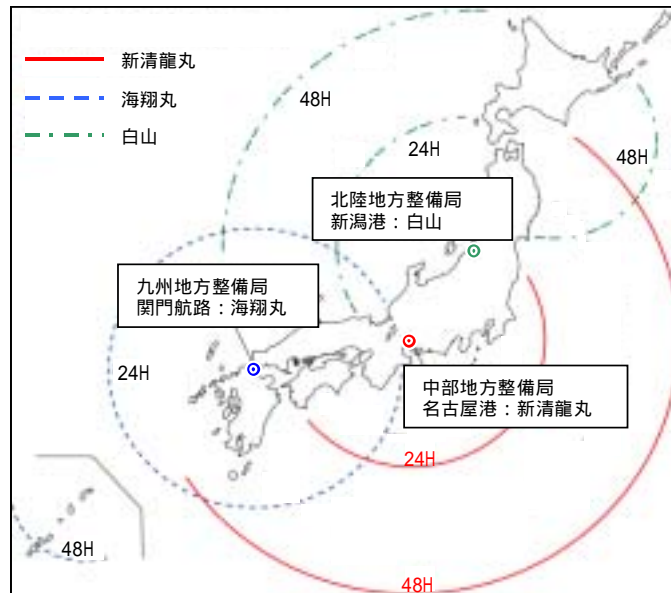 新清龍丸
海翔丸
白山
48H
24H
48H
北陸地方整備局
新潟港：白山
九州地方整備局
関門航路：海翔丸
24H
中部地方整備局
名古屋港：新清龍丸
24H
48H
48H